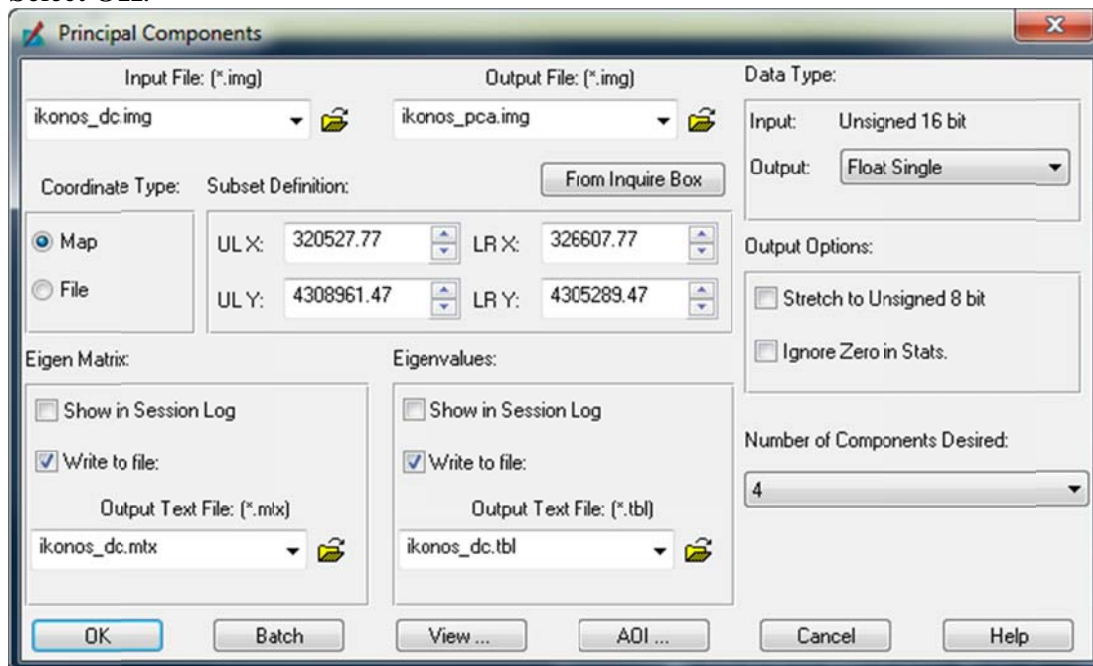 Select OK.
Principal Components
Input File: (*.img)
Output File: (*.img)
Data Type:
ikonos_dc.img
ikonos_pca.img
Input: Unsigned 16 bit
Output: Float Single
Coordinate Type:
Subset Definition:
From Inquire Box
Map
File
ULX: 320527.77
LRX: 326607.77
ULY: 4308961.47
LRY: 4305289.47
Output Options:
Stretch to Unsigned 8 bit
Ignore Zero in Stats.
Eigen Matrix:
Eigenvalues:
Show in Session Log
Show in Session Log
Write to file:
Write to file:
Number of Components Desired:
4
Output Text File: (*.mtx)
Output Text File: (*.tbl)
ikonos_dc.mtx
ikonos_dc.tbl
OK
Batch
View ...
AOI ...
Cancel
Help